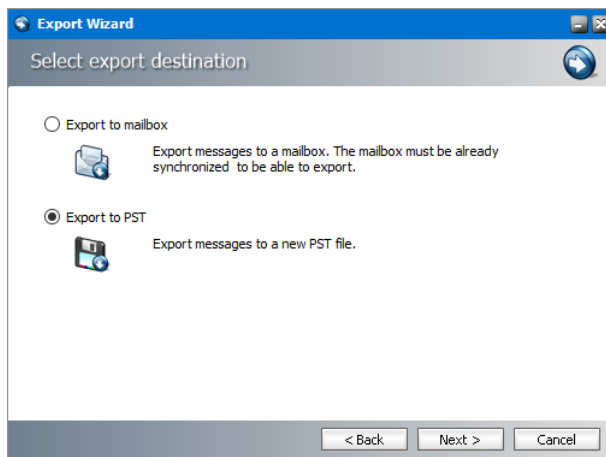 Export Wizard
Select export destination
Export to mailbox
Export messages to a mailbox. The mailbox must be already
synchronized to be able to export.
Export to PST
Export messages to a new PST file.
< Back
Next >
Cancel